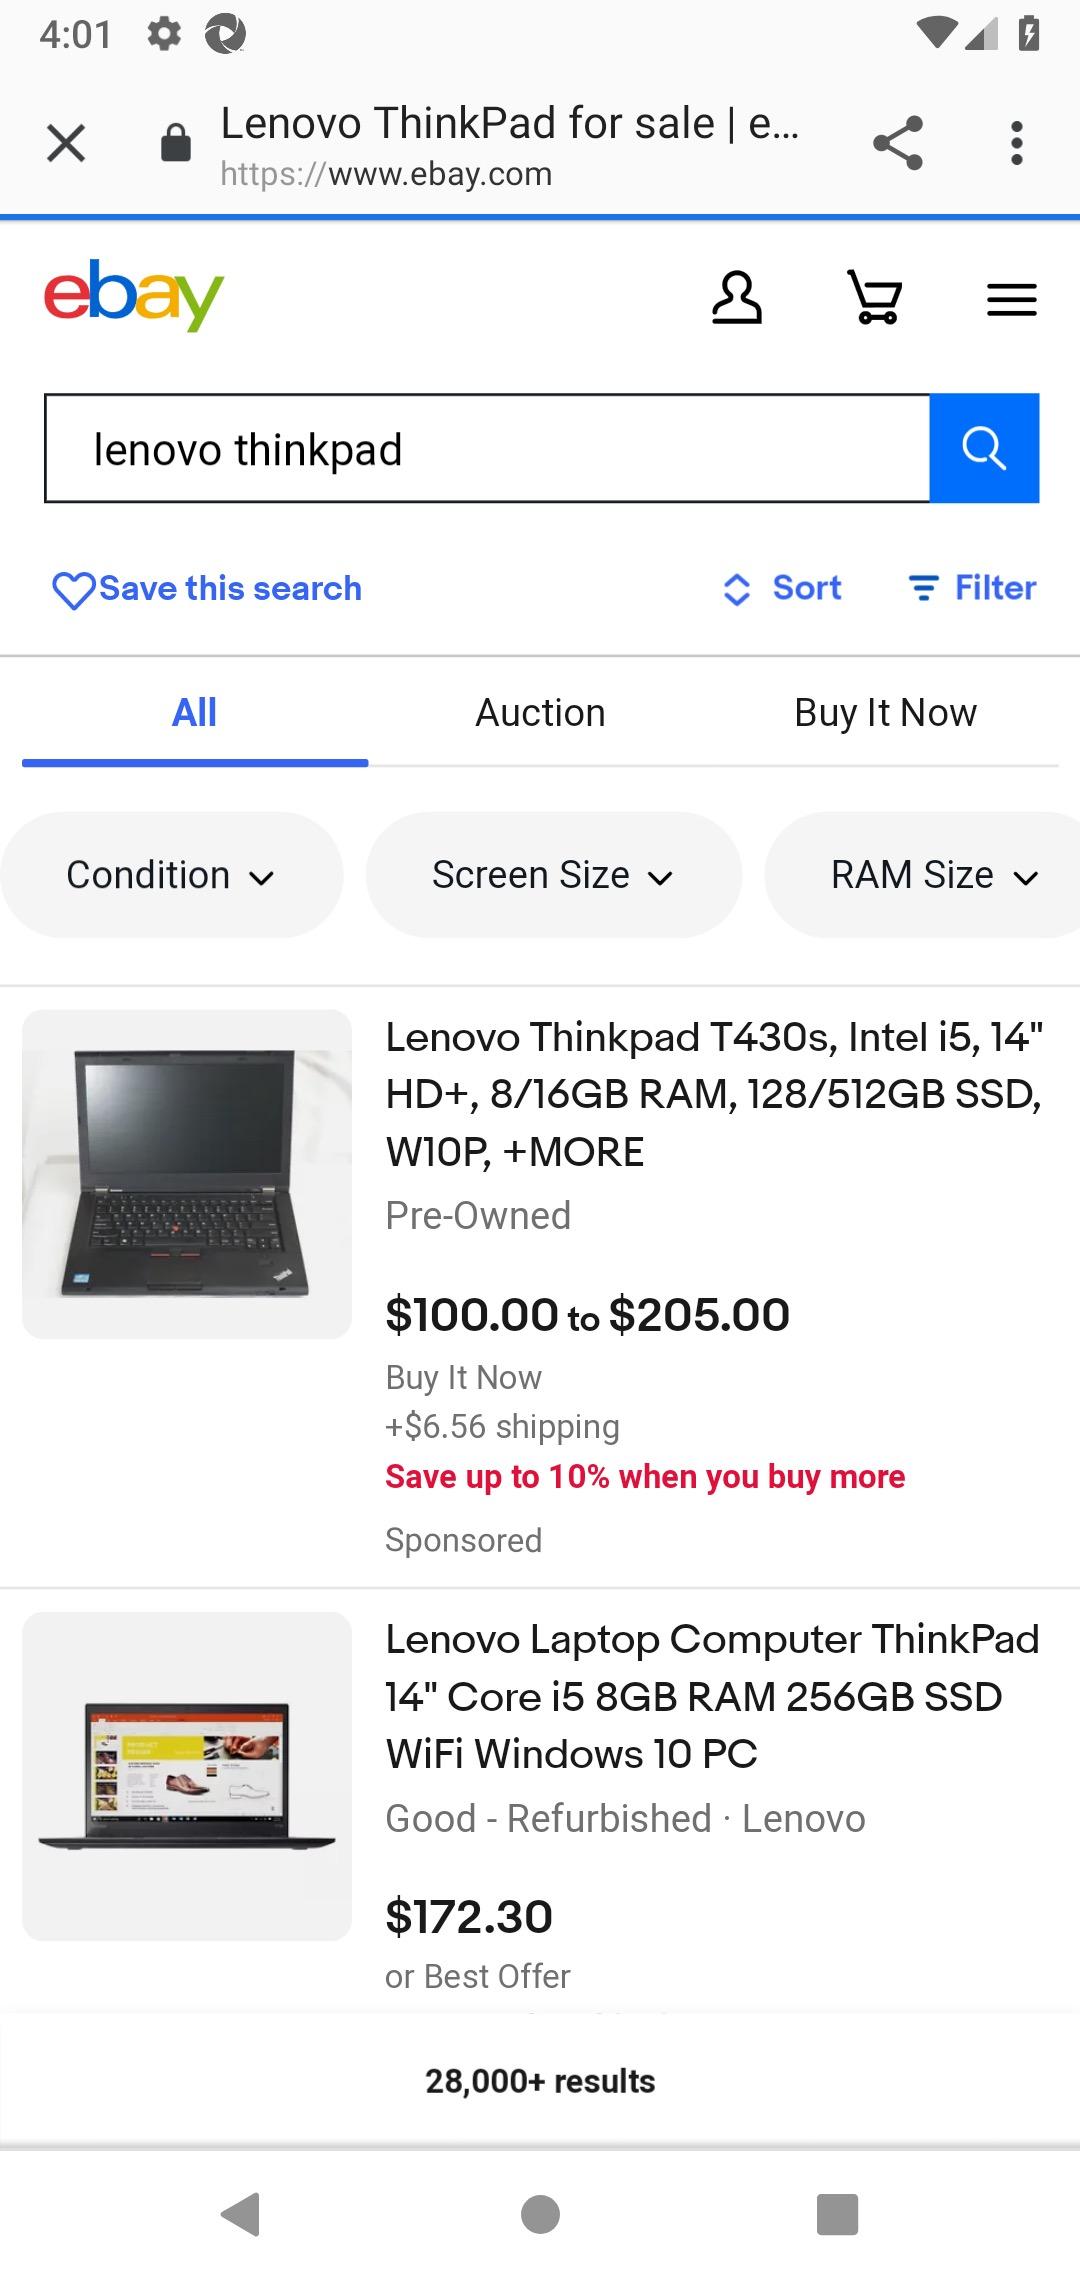 4:01
Lenovo ThinkPad for sale | e...
https://www.ebay.com
ebay
lenovo thinkpad
Save this search
Sort
Filter
All
Auction
Buy It Now
Condition
Screen Size
RAM Size
Lenovo Thinkpad T430s, Intel i5, 14"
HD+, 8/16GB RAM, 128/512GB SSD,
W10P, +MORE
Pre-Owned
$100.00 to $205.00
Buy It Now
+$6.56 shipping
Save up to 10% when you buy more
Sponsored
Lenovo Laptop Computer ThinkPad
14" Core i5 8GB RAM 256GB SSD
WiFi Windows 10 PC
Good - Refurbished · Lenovo
$172.30
or Best Offer
28,000+ results